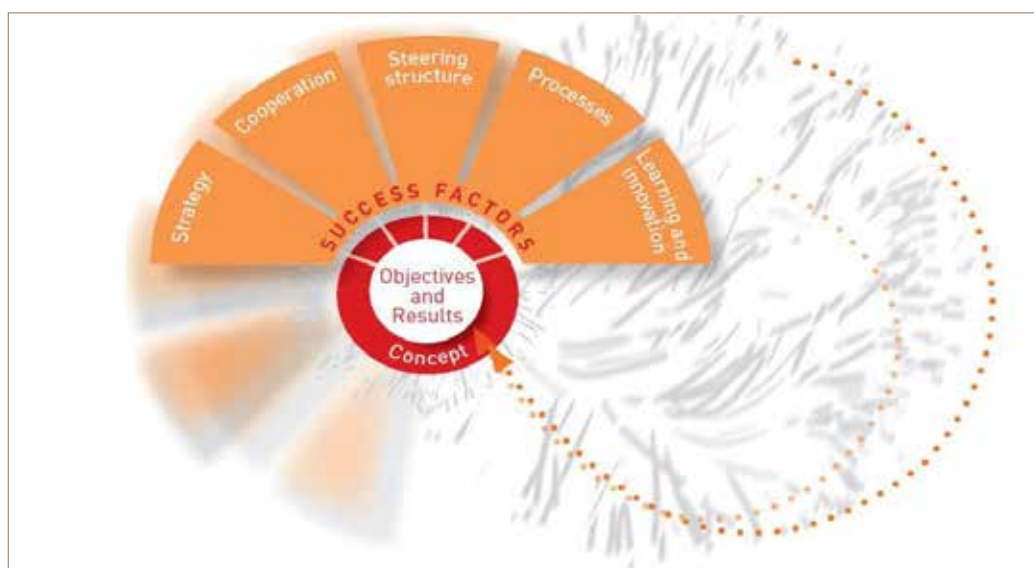 Strategy
Cooperation
Steering
structure
Processes
Learning and
innovation
SUCCESS FACTORS
Objectives
and
Results
Concept